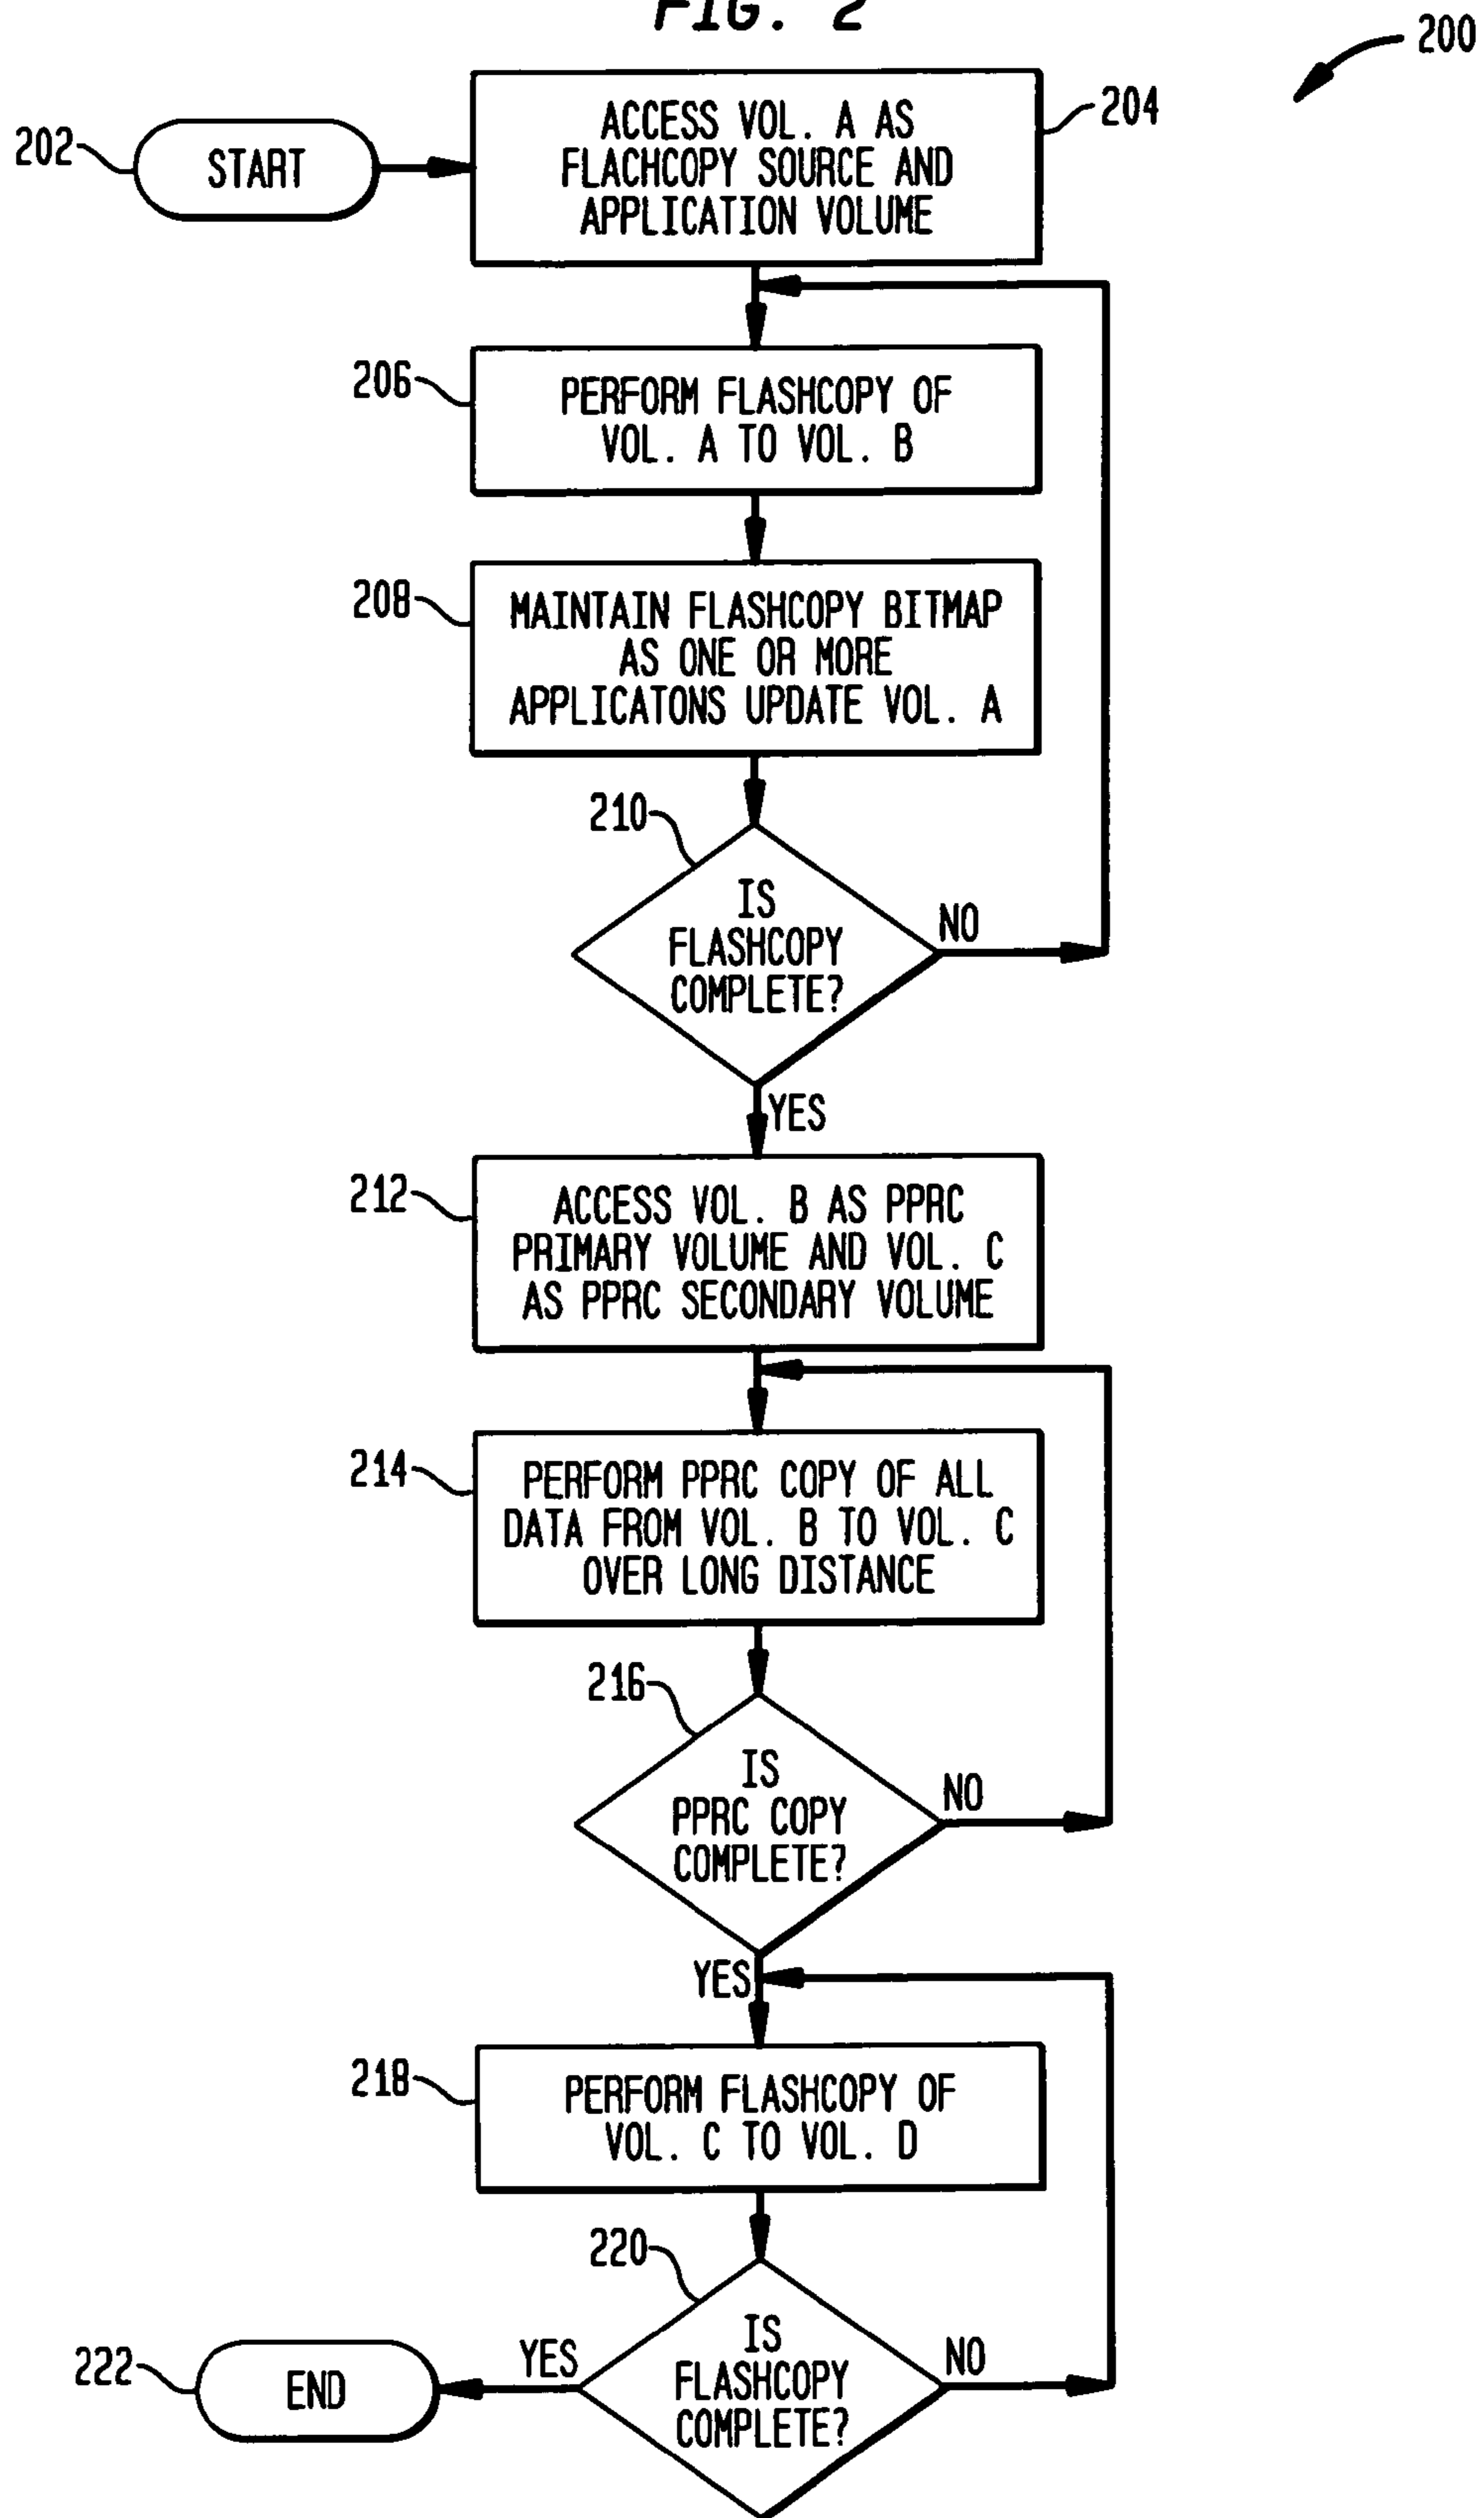 FIG. 2
200
202
START
204
ACCESS VOL. A AS
FLACHCOPY SOURCE AND
APPLICATION VOLUME
206
PERFORM FLASHCOPY OF
VOL. A TO VOL. B
208
MAINTAIN FLASHCOPY BITMAP
AS ONE OR MORE
APPLICATONS UPDATE VOL. A
210
IS
FLASHCOPY
COMPLETE?
NO
YES
212
ACCESS VOL. B AS PPRC
PRIMARY VOLUME AND VOL. C
AS PPRC SECONDARY VOLUME
214
PERFORM PPRC COPY OF ALL
DATA FROM VOL. B TO VOL. C
OVER LONG DISTANCE
216
IS
PPRC COPY
COMPLETE?
NO
YES
218
PERFORM FLASHCOPY OF
VOL. C TO VOL. D
220
IS
FLASHCOPY
COMPLETE?
NO
YES
222
END